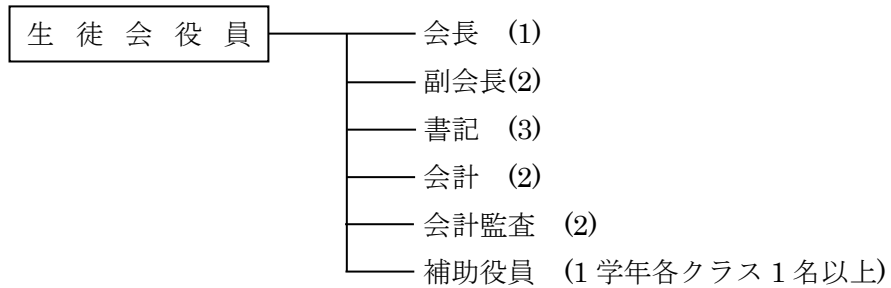 生徒会役員
会長 (1)
副会長(2)
書記 (3)
会計 (2)
会計監査 (2)
補助役員 (1学年各クラス1名以上)